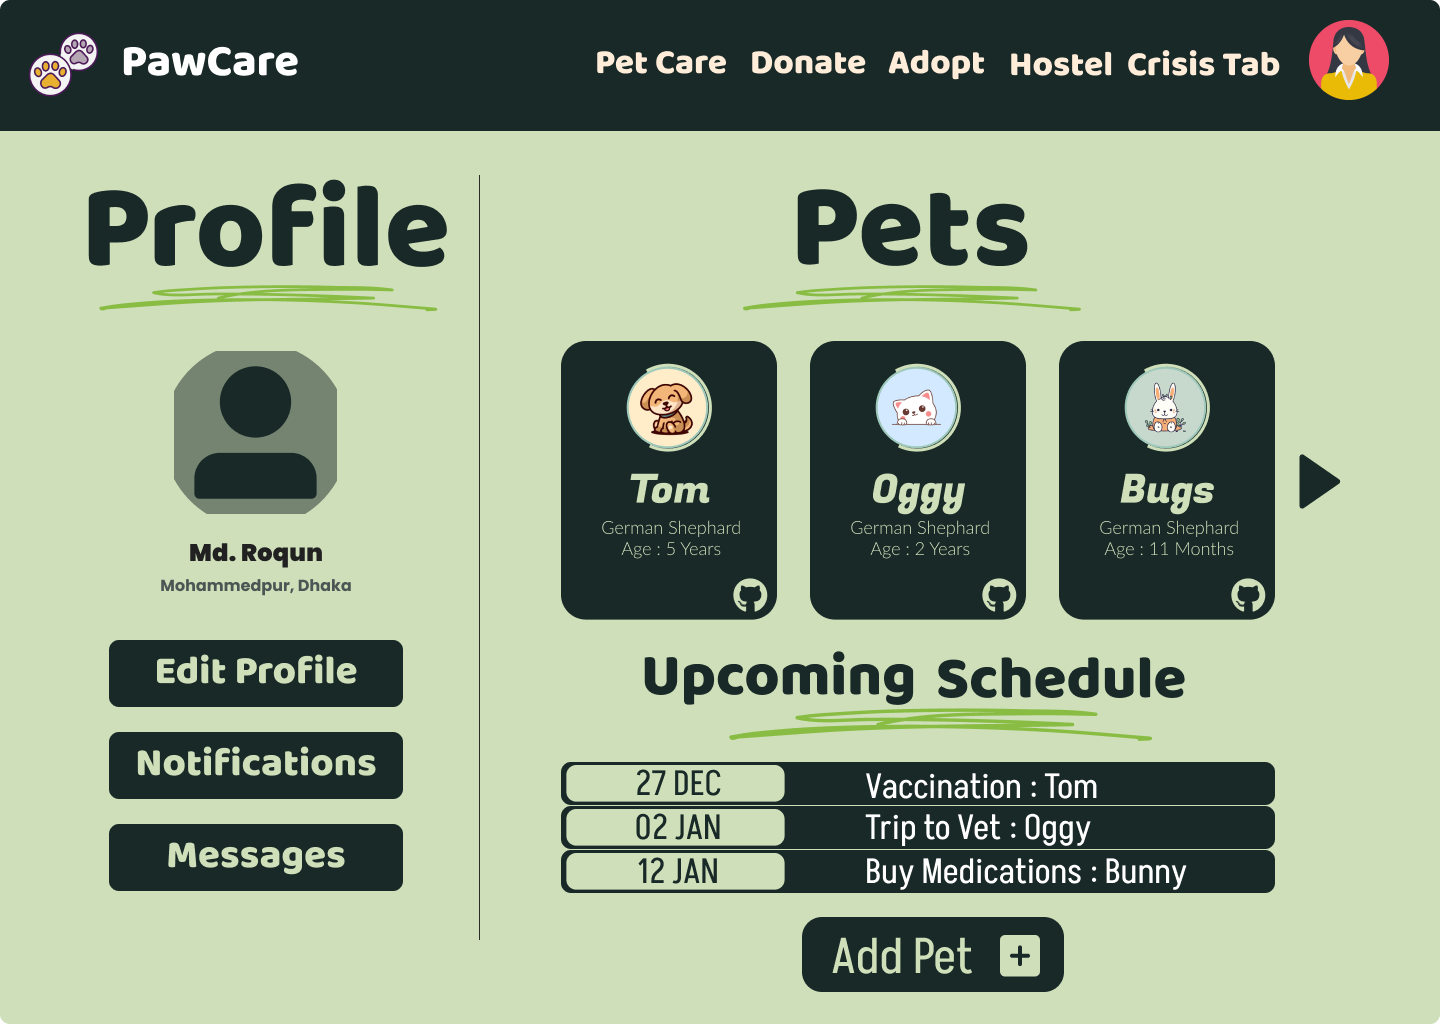 PawCare
Pet Care Donate Adopt Hostel Crisis Tab
Profile
Md. Roqun
Mohammedpur, Dhaka
Edit Profile
Notifications
Messages
Pets
Tom
German Shephard
Age : 5 Years
Oggy
German Shephard
Age : 2 Years
Bugs
German Shephard
Age : 11 Months
Upcoming Schedule
27 DEC Vaccination : Tom
02 JAN Trip to Vet : Oggy
12 JAN Buy Medications : Bunny
Add Pet